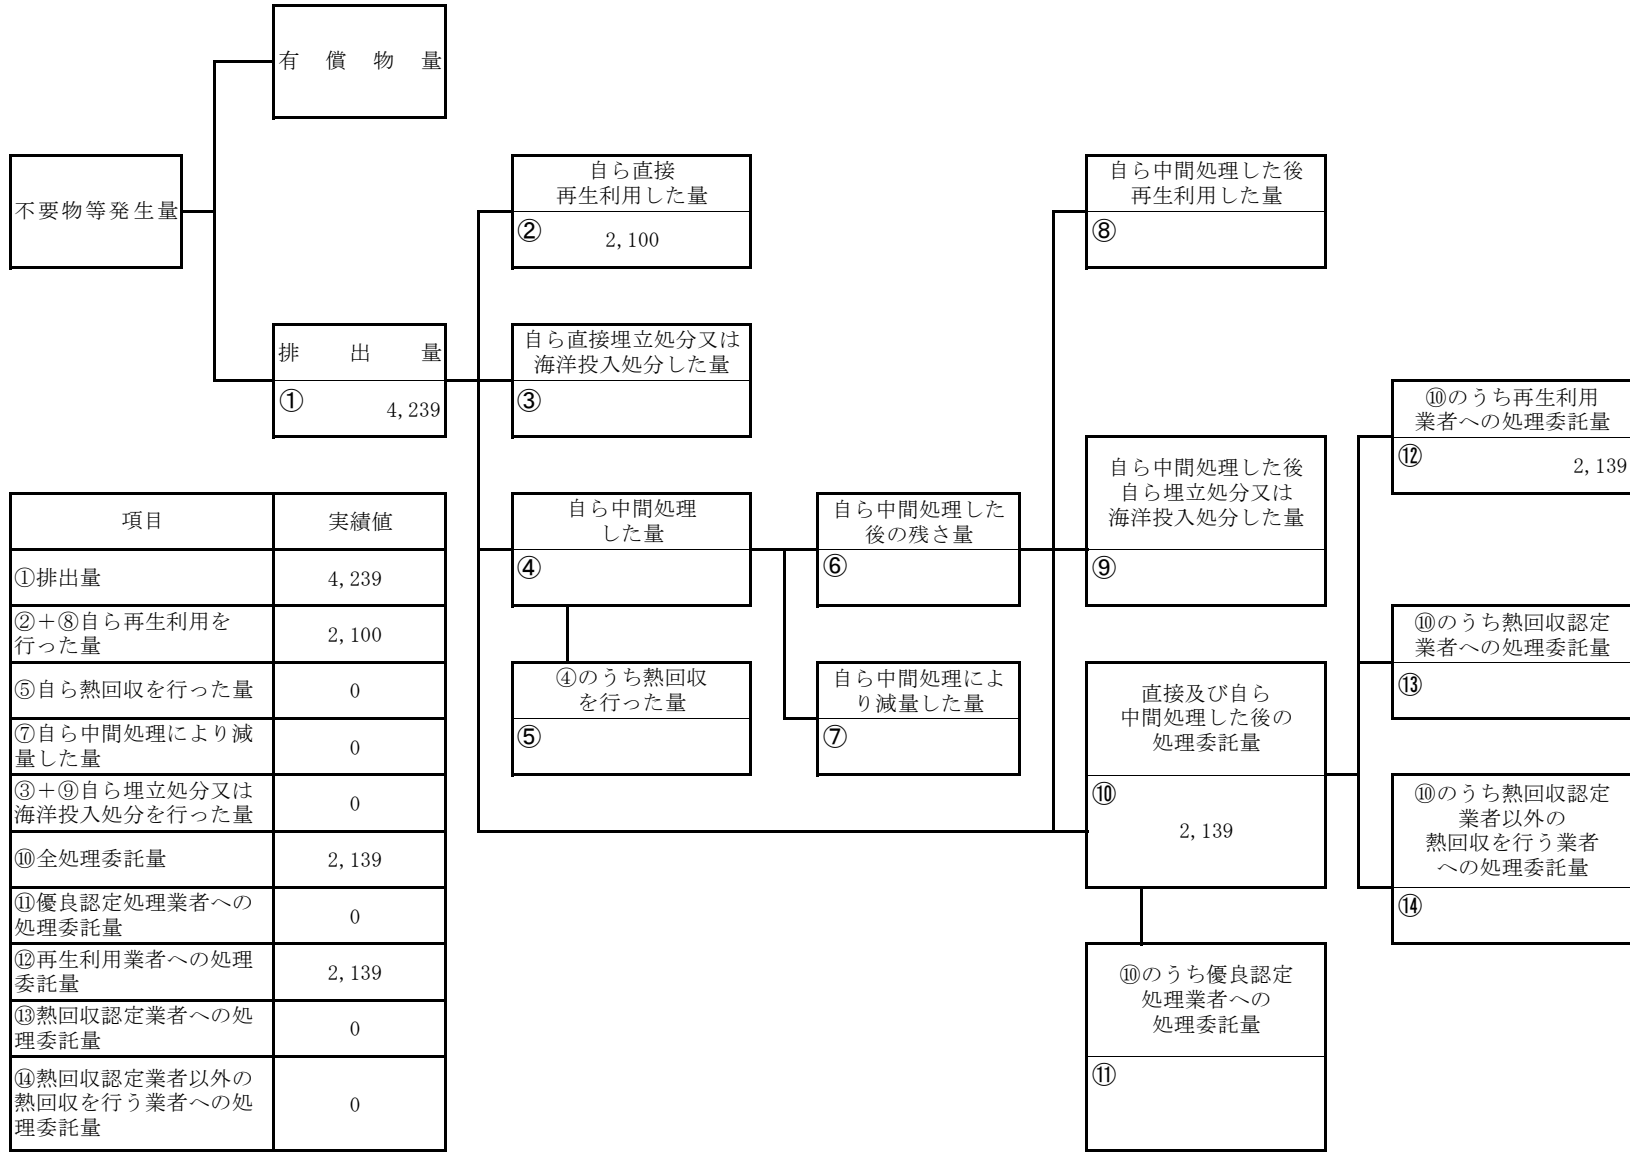 有償物量
不要物等発生量
排出量
①
4,239
自ら直接
再生利用した量
②
2,100
自ら直接埋立処分又は
海洋投入処分した量
③
自ら中間処理
した量
④
④のうち熱回収
を行った量
⑤
自ら中間処理した
後の残さ量
⑥
自ら中間処理によ
り減量した量
⑦
自ら中間処理した後
再生利用した量
⑧
自ら中間処理した後
自ら埋立処分又は
海洋投入処分した量
⑨
直接及び自ら
中間処理した後の
処理委託量
⑩
2,139
⑩のうち優良認定
処理業者への
処理委託量
⑪
⑩のうち再生利用
業者への処理委託量
⑫
2,139
⑩のうち熱回収認定
業者への処理委託量
⑬
⑩のうち熱回収認定
業者以外の
熱回収を行う業者
への処理委託量
⑭
項目
実績値
①排出量
4,239
②＋⑧自ら再生利用を
行った量
2,100
⑤自ら熱回収を行った量
0
⑦自ら中間処理により減
量した量
0
③＋⑨自ら埋立処分又は
海洋投入処分を行った量
0
⑩全処理委託量
2,139
⑪優良認定処理業者への
処理委託量
0
⑫再生利用業者への処理
委託量
2,139
⑬熱回収認定業者への処
理委託量
0
⑭熱回収認定業者以外の
熱回収を行う業者への処
理委託量
0